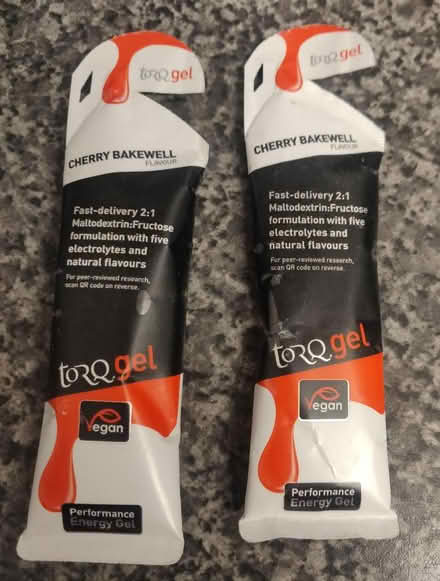 torq gel
CHERRY BAKEWELL
FLAVOUR
Fast-delivery 2:1
Maltodextrin:Fructose
formulation with five
electrolytes and
natural flavours
For peer-reviewed research,
scan QR code on reverse.
torq gel
vegan
Performance
Energy Gel
torq gel
CHERRY BAKEWELL
FLAVOUR
Fast-delivery 2:1
Maltodextrin:Fructose
formulation with five
electrolytes and
natural flavours
For peer-reviewed research,
scan QR code on reverse.
torq gel
vegan
Performance
Energy Gel